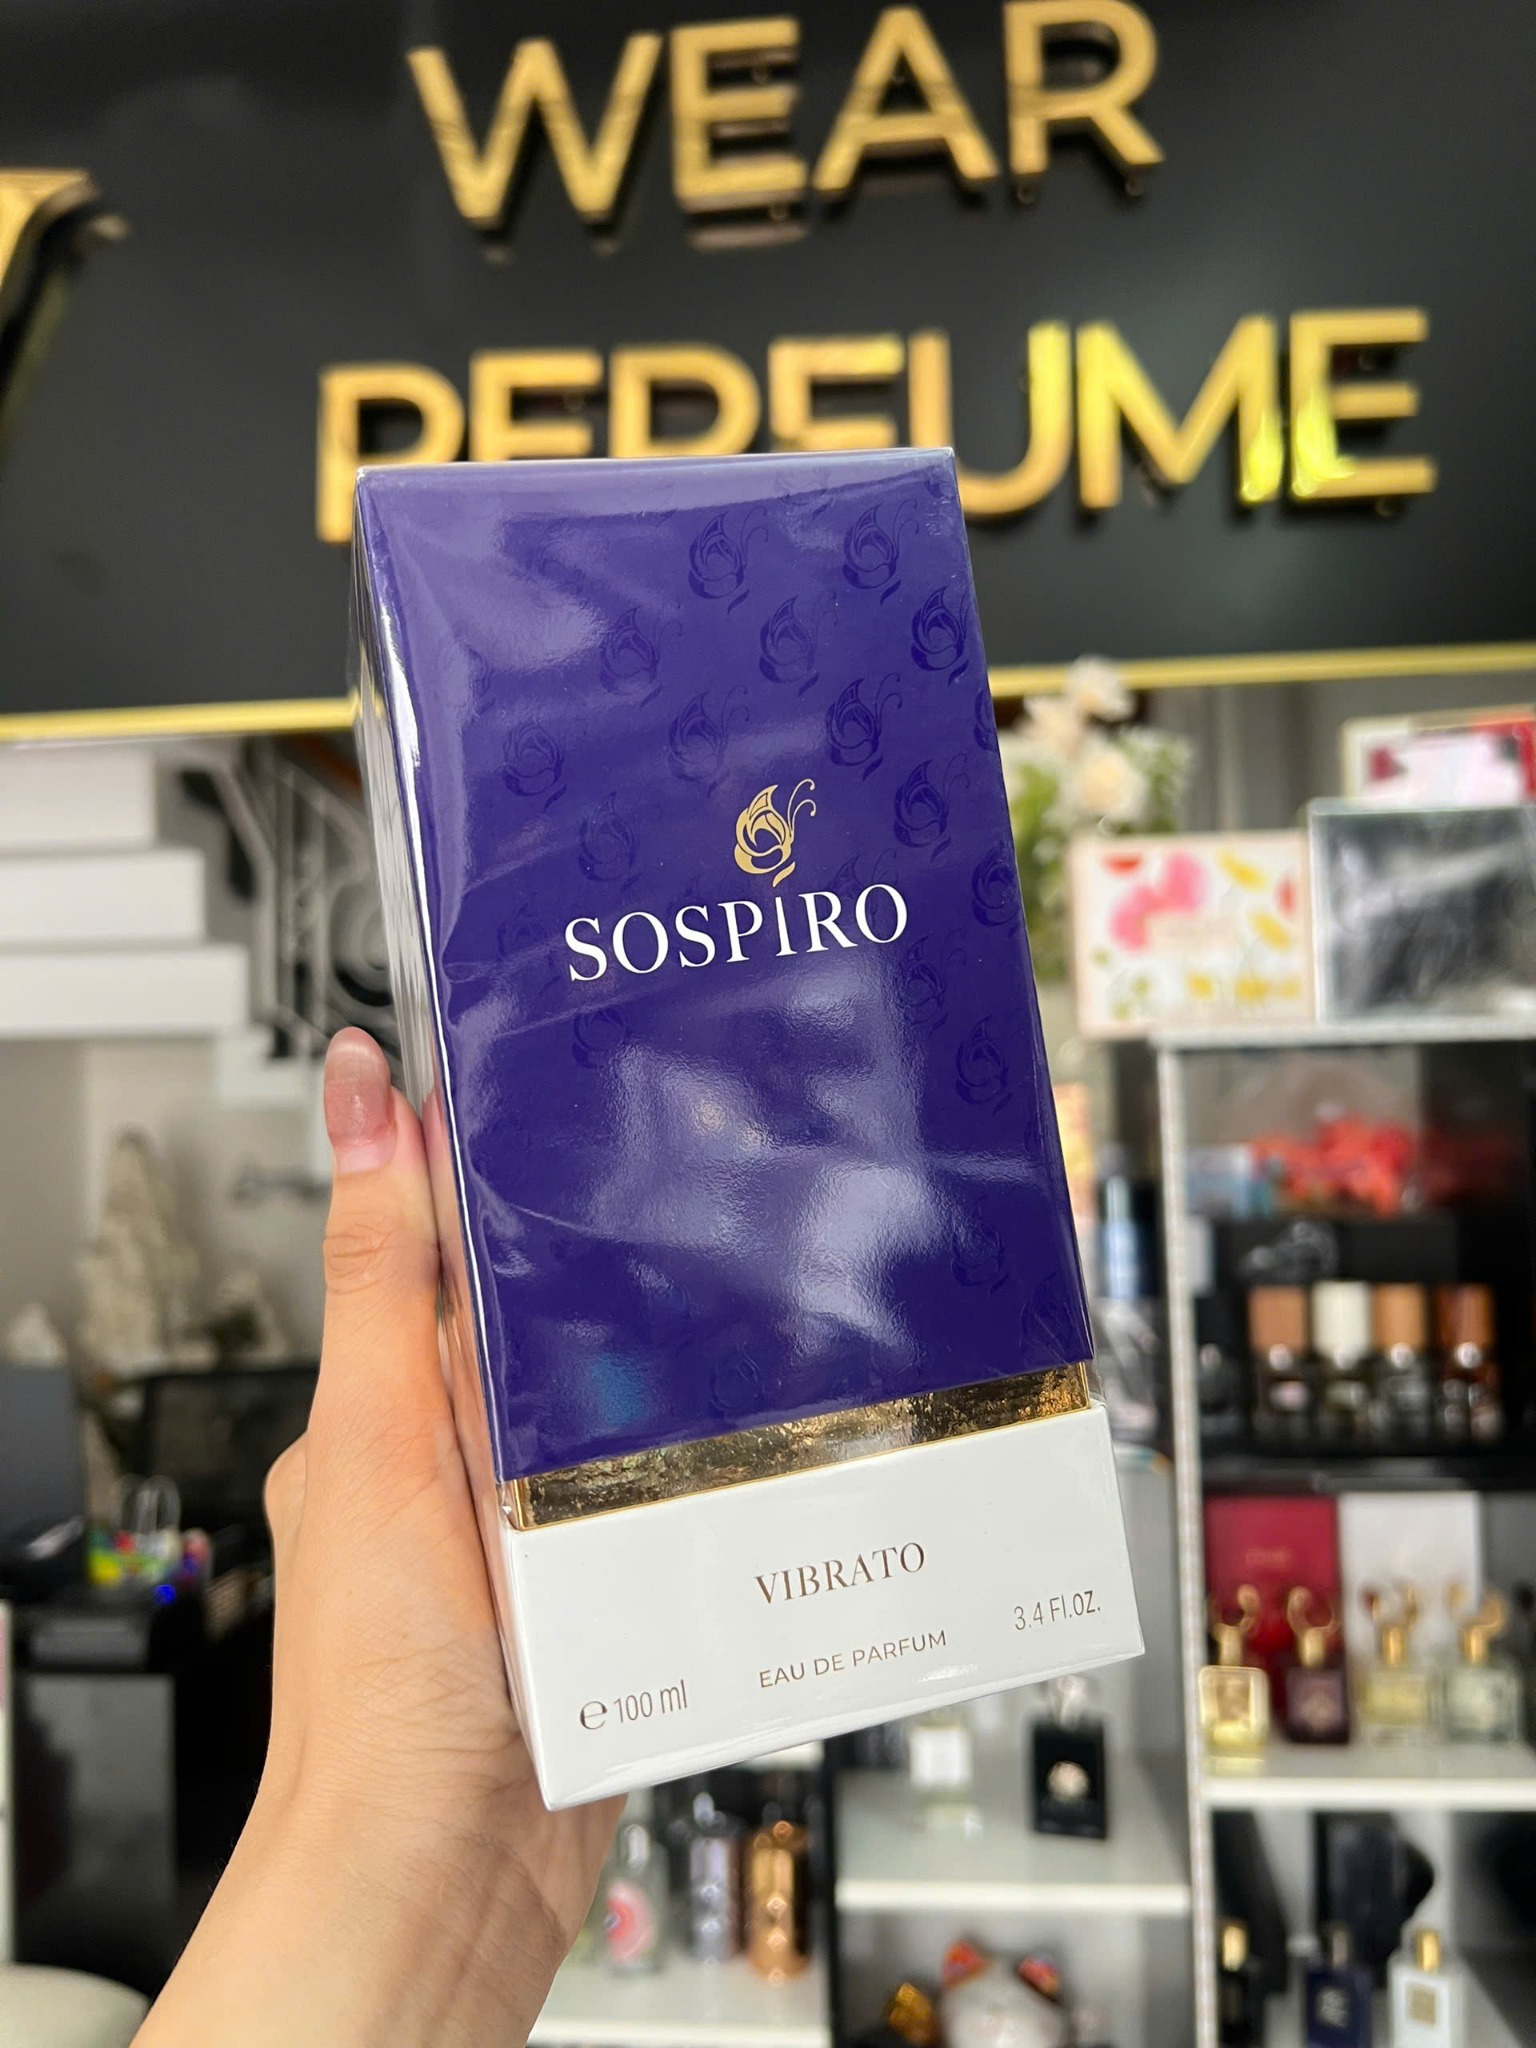 WEAR
PERFUME
SOSPIRO
VIBRATO
EAU DE PARFUM
℮ 100 ml
3.4 Fl.oz.